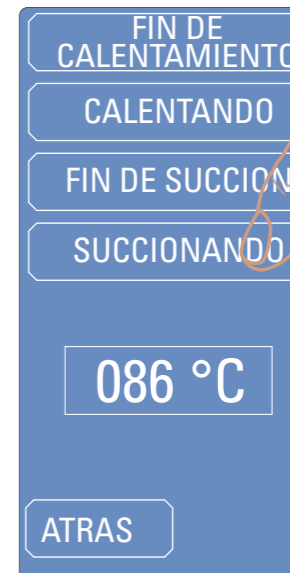 FIN DE
CALENTAMIENTO
CALENTANDO
FIN DE SUCCION
SUCCIONANDO
086 °C
ATRAS